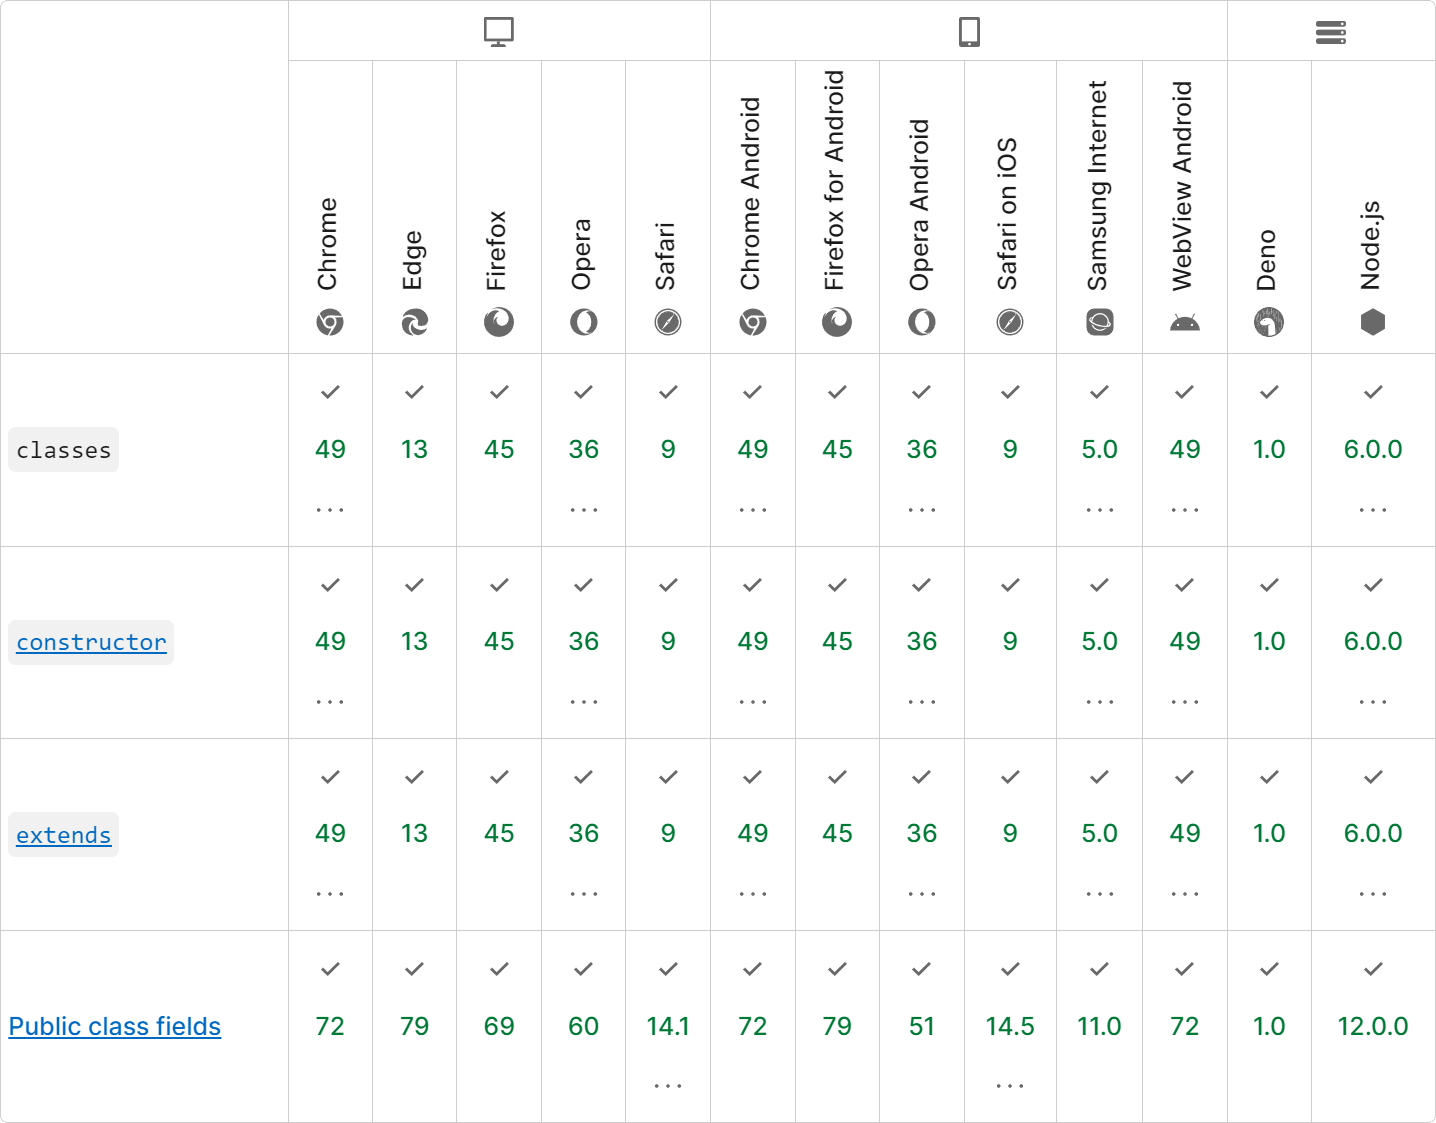 Chrome
Edge
Firefox
Opera
Safari
Chrome Android
Firefox for Android
Opera Android
Safari on iOS
Samsung Internet
WebView Android
Deno
Node.js
classes
49 13 45 36 9 49 45 36 9 5.0 49 1.0 6.0.0
... ... ... ... ... ... ...
constructor
49 13 45 36 9 49 45 36 9 5.0 49 1.0 6.0.0
... ... ... ... ... ... ...
extends
49 13 45 36 9 49 45 36 9 5.0 49 1.0 6.0.0
... ... ... ... ... ... ...
Public class fields
72 79 69 60 14.1 72 79 51 14.5 11.0 72 1.0 12.0.0
... ...